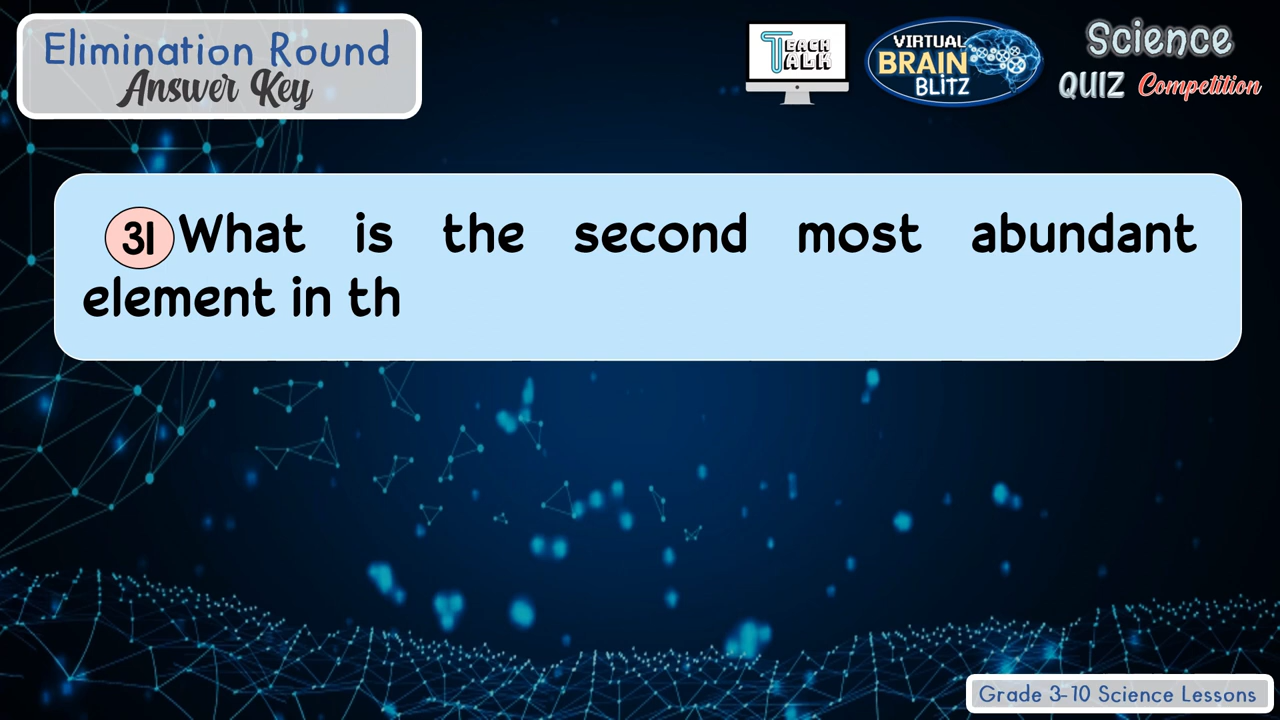 Elimination Round
Answer Key
TEACH
TALK
VIRTUAL
BRAIN
BLITZ
Science
QUIZ Competition
31 What is the second most abundant
element in th
Grade 3-10 Science Lessons